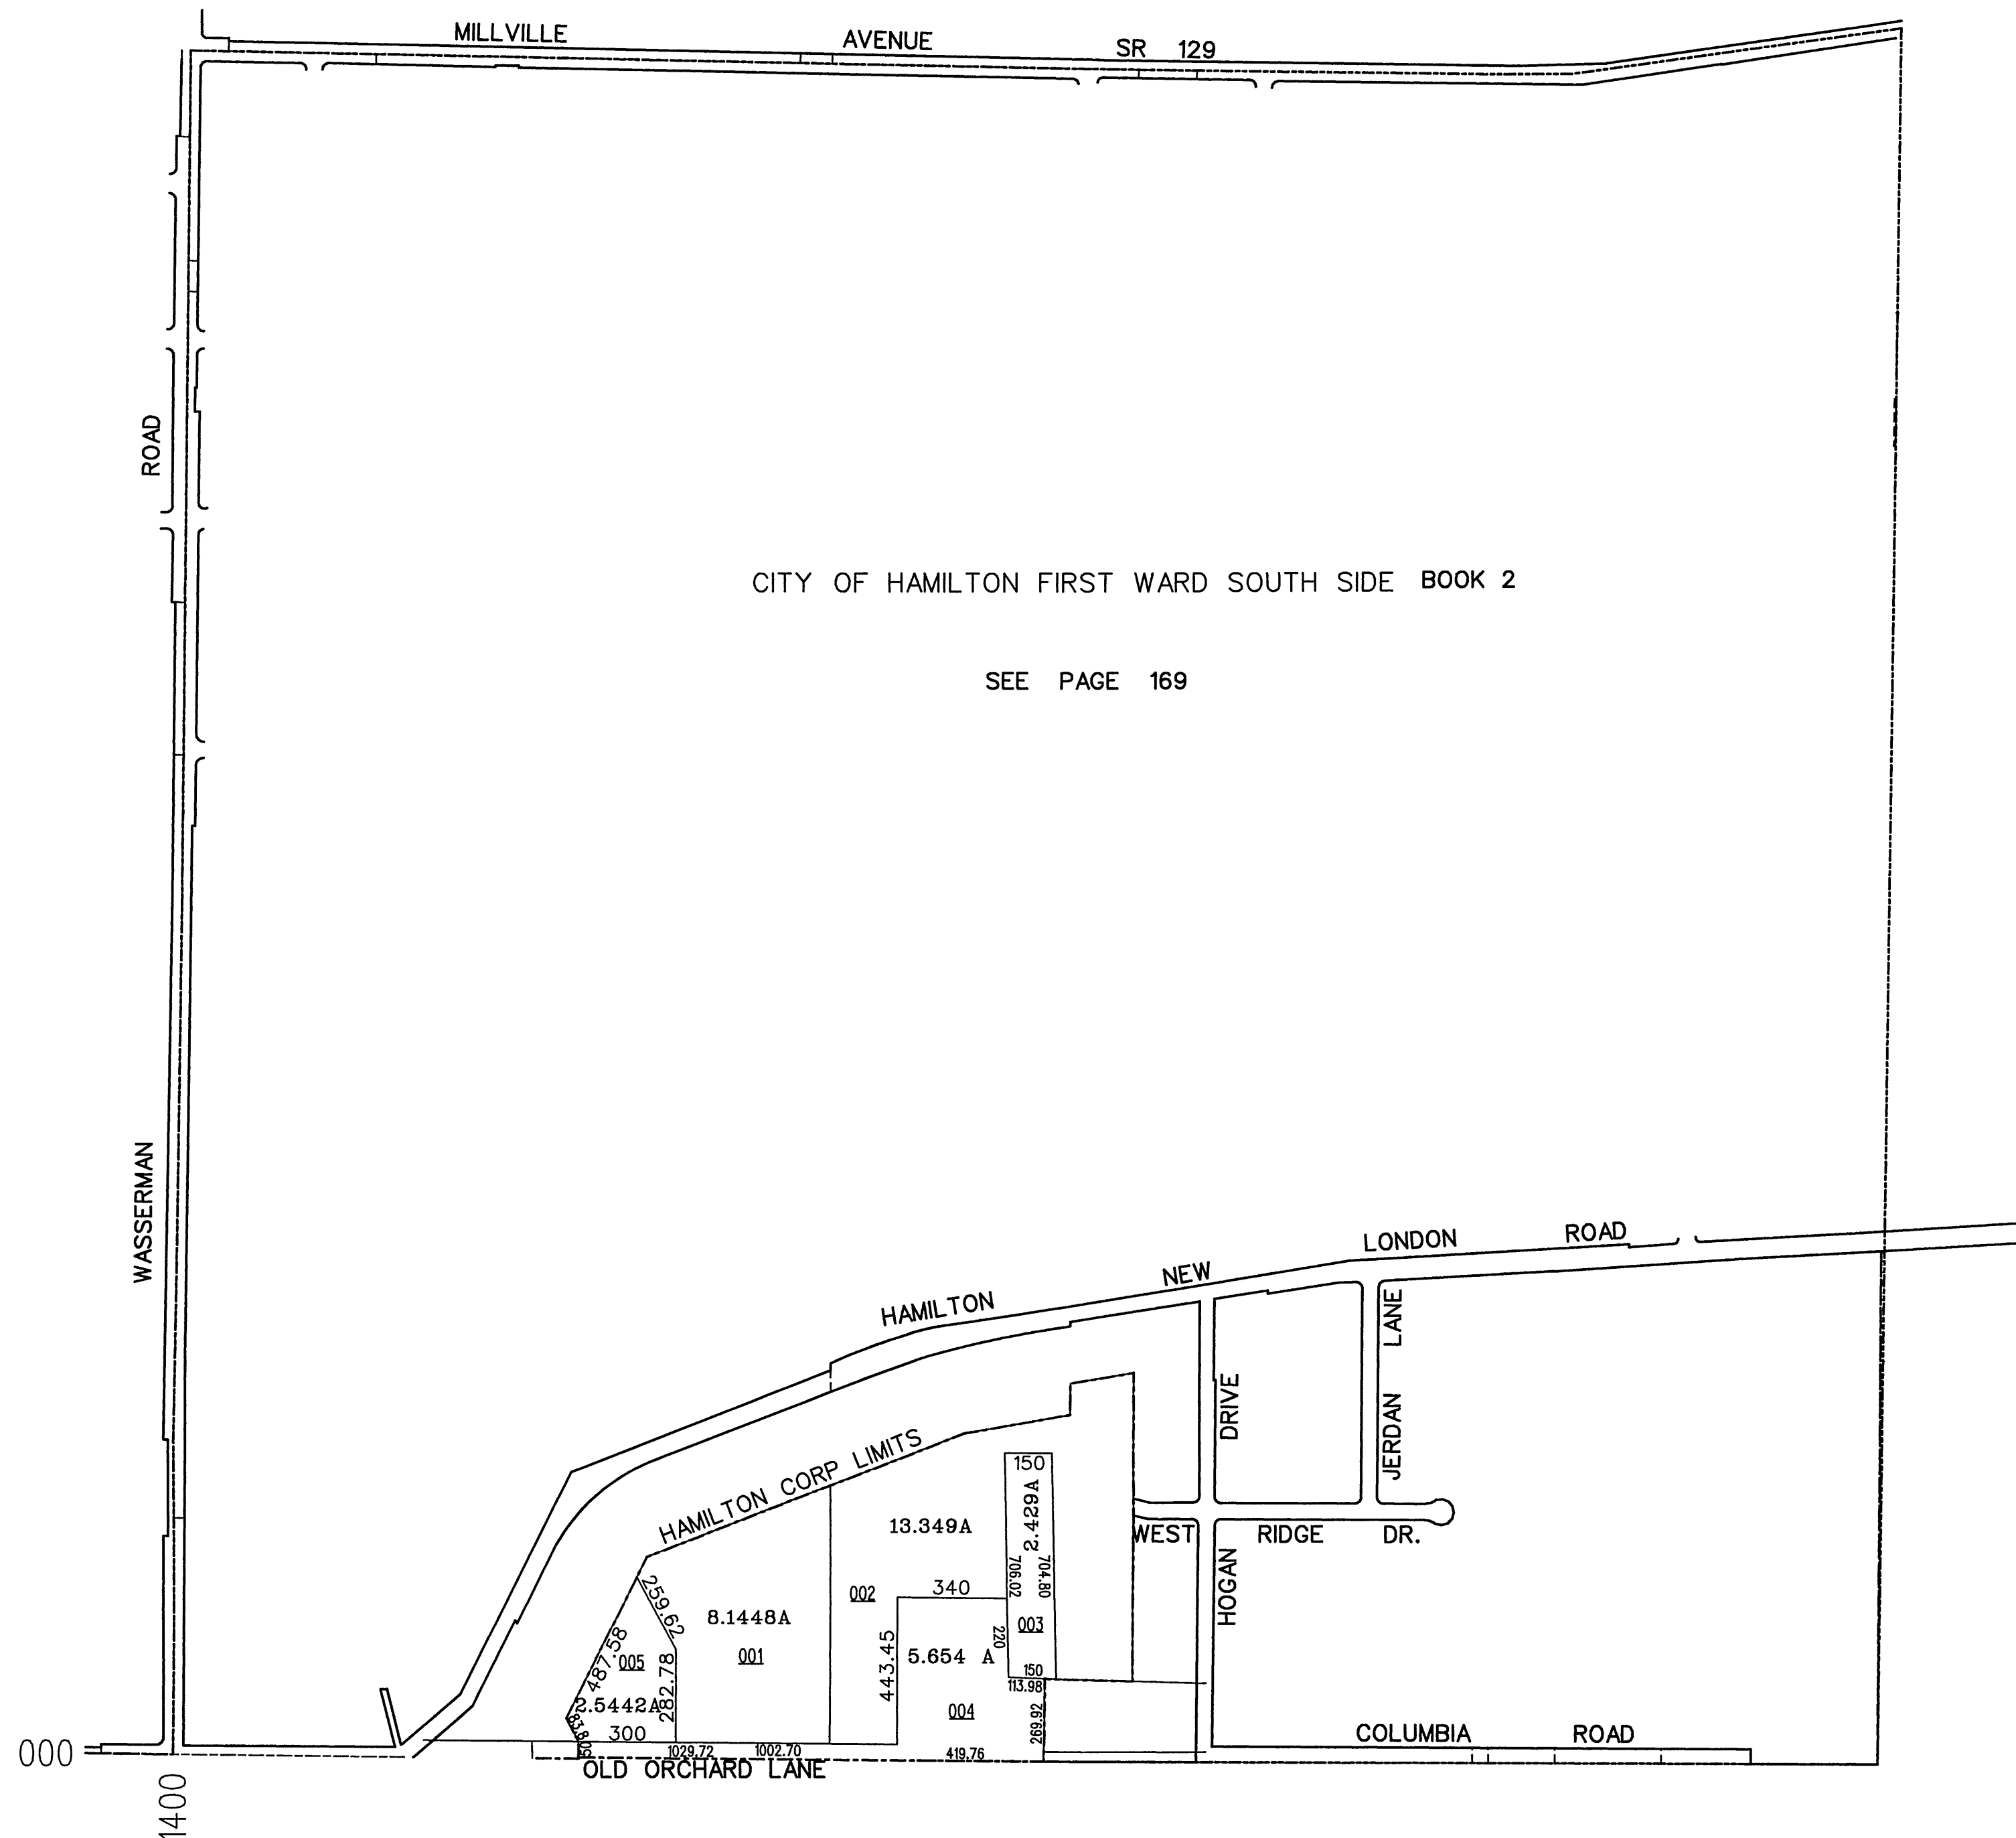 MILLVILLE AVENUE SR 129
ROAD
WASSERMAN
CITY OF HAMILTON FIRST WARD SOUTH SIDE BOOK 2
SEE PAGE 169
HAMILTON NEW LONDON ROAD
JERDAN LANE
HOGAN DRIVE
WEST RIDGE DR.
HAMILTON CORP LIMITS
150
2.429A
706.02
704.80
003
150
13.349A
002
340
220
443.45
5.654 A
004
113.98
269.92
419.76
259.62
8.1448A
001
282.78
487.58
005
2.5442A
83.8
300
50
1029.72
1002.70
OLD ORCHARD LANE
COLUMBIA ROAD
000
1400